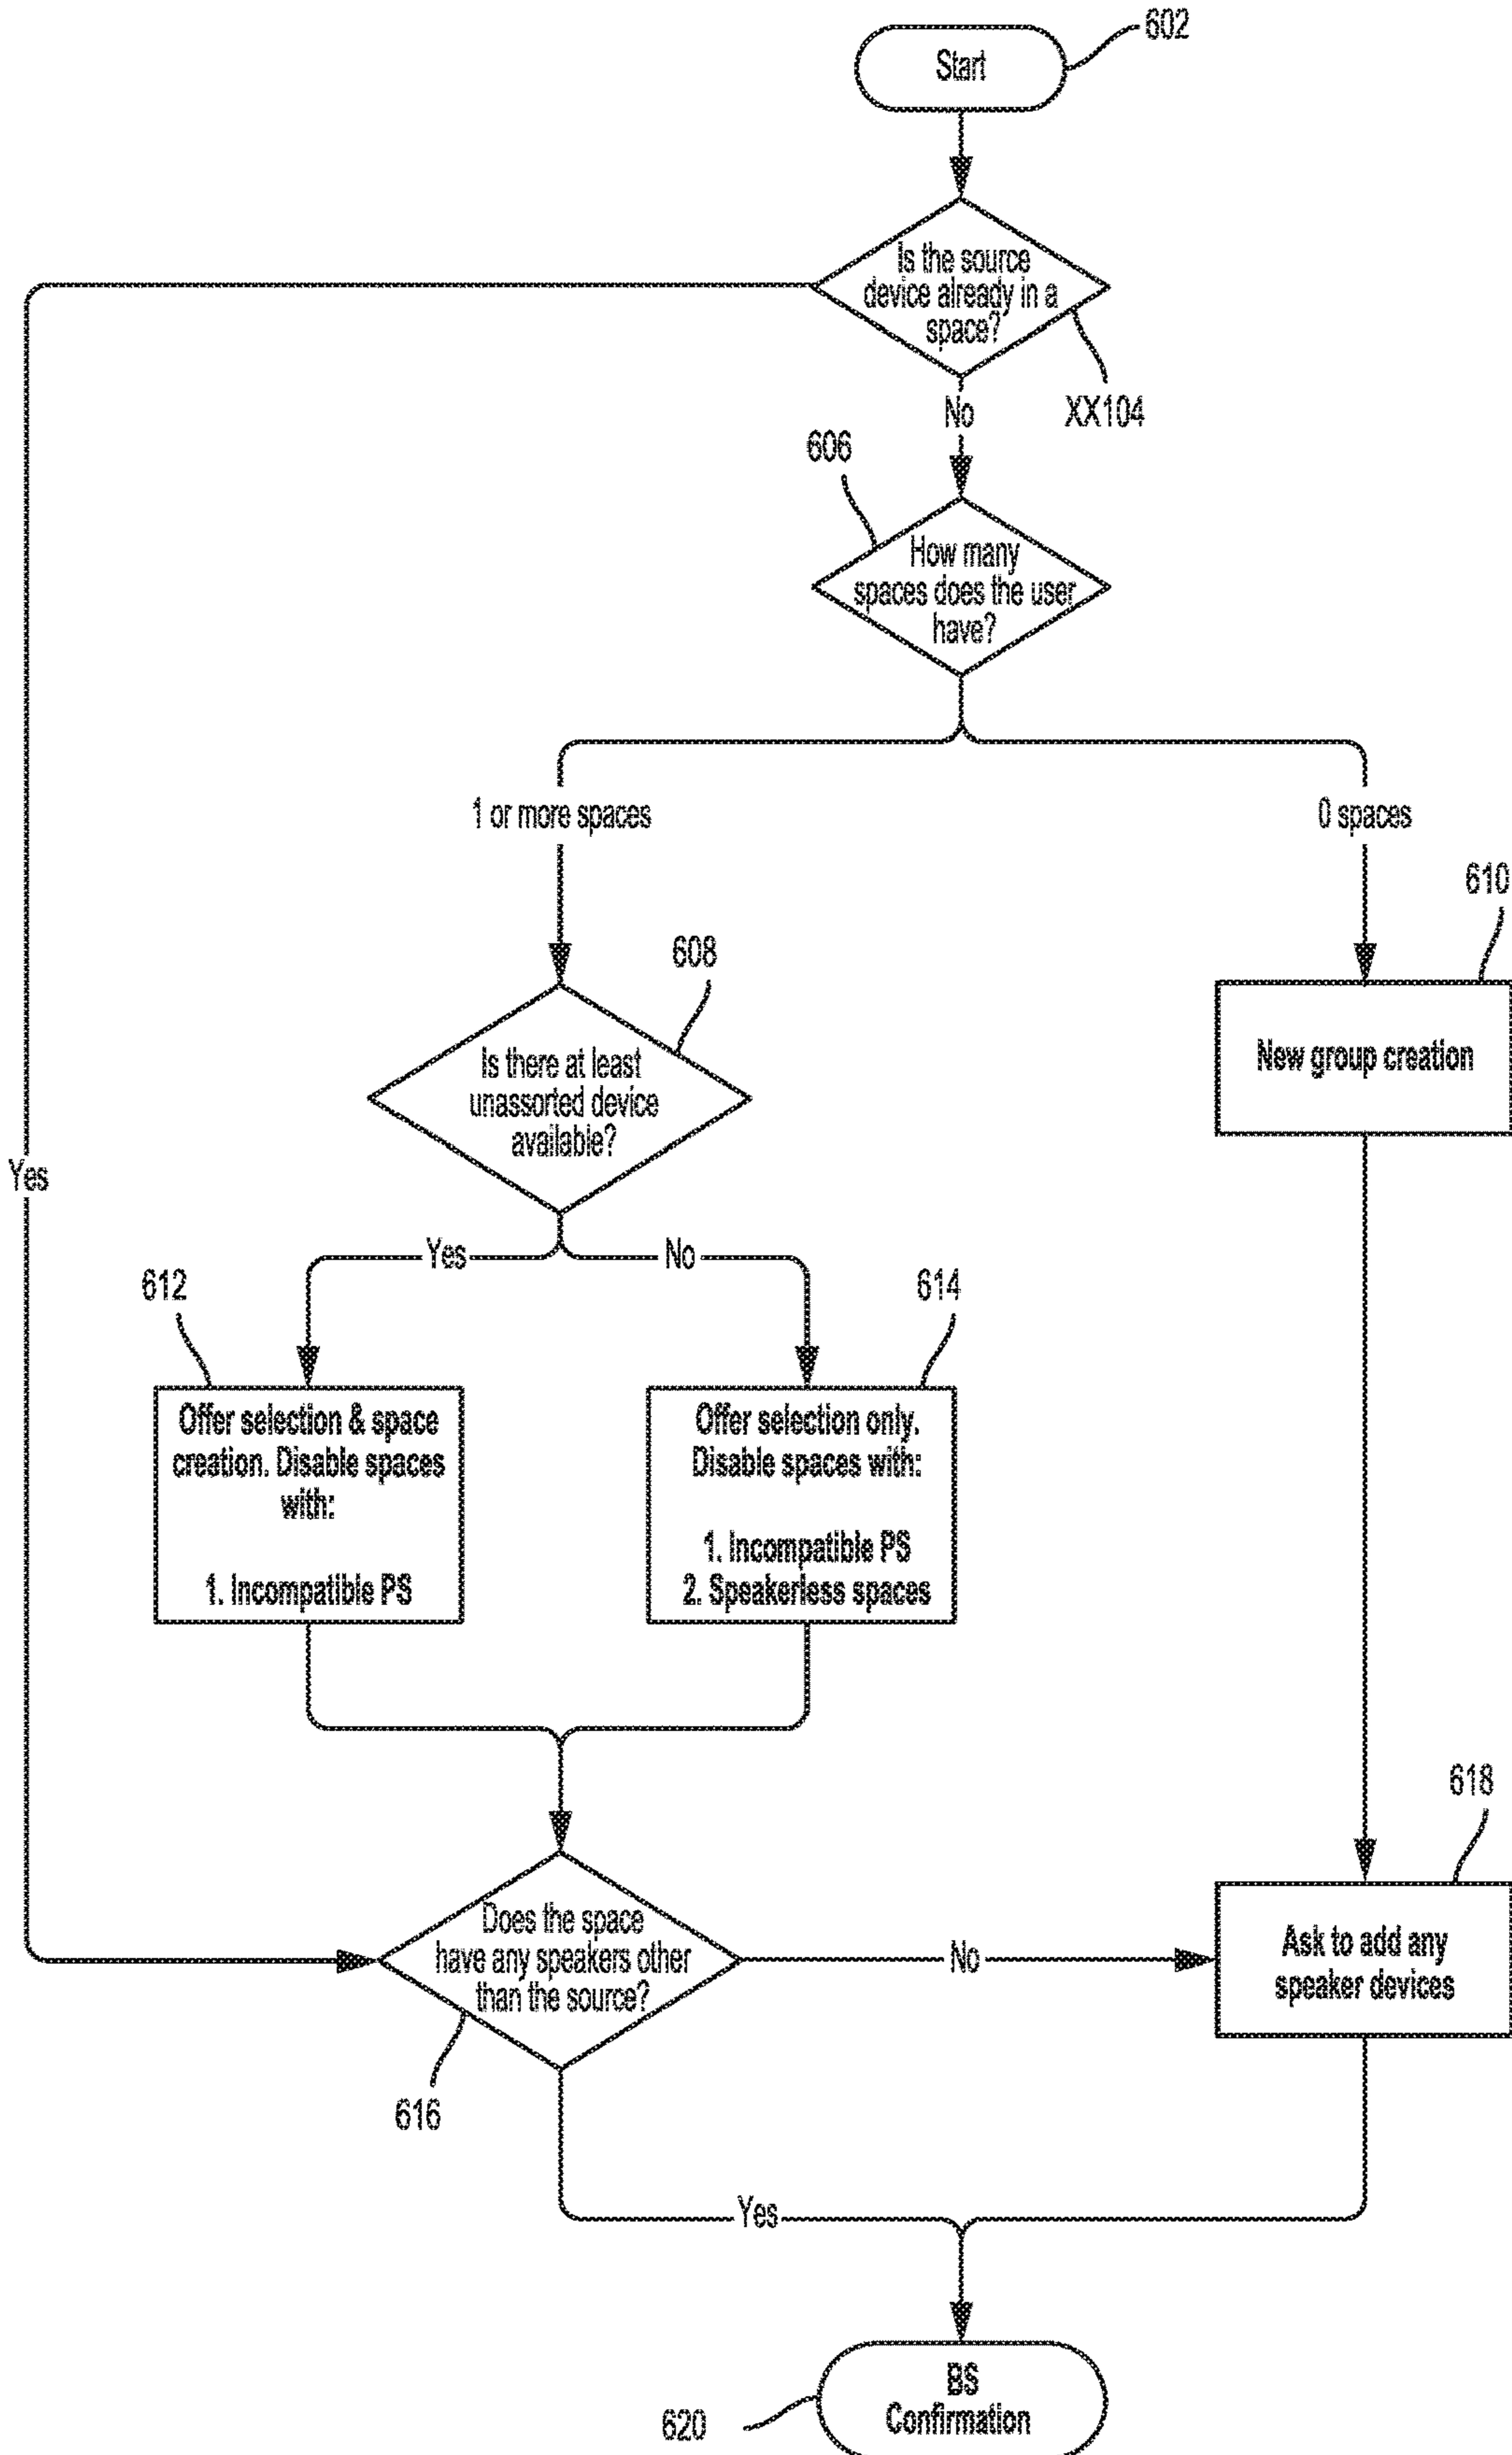 602
Start
Is the source
device already in a
space?
XX104
No
606
How many
spaces does the user
have?
1 or more spaces
0 spaces
610
608
New group creation
Is there at least
unassorted device
available?
Yes
Yes
No
612
614
Offer selection & space
creation. Disable spaces
with:
1. Incompatible PS
Offer selection only.
Disable spaces with:
1. Incompatible PS
2. Speakerless spaces
618
Does the space
have any speakers other
than the source?
No
Ask to add any
speaker devices
616
Yes
BS
Confirmation
620